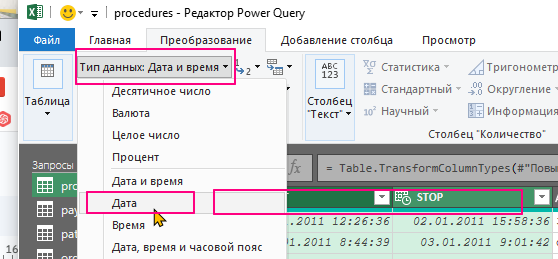 procedures - Редактор Power Query
Файл Главная Преобразование Добавление столбца Просмотр
Тип данных: Дата и время
Таблица
Десятичное число
Валюта
Целое число
Процент
Дата и время
Дата
Время
Дата, время и часовой пояс
ABC
123
Столбец
"Текст"
Статистика
Стандартный
Научный
Тригонометр
Округление
Информация
Столбец "Количество"
Запросы
fx
= Table.TransformColumnTypes(#"Повы
pro
pay
pat
STOP
.2011 12:26:36 02.01.2011 15:58:36
.01.2011 8:44:39 03.01.2011 9:01:42
16